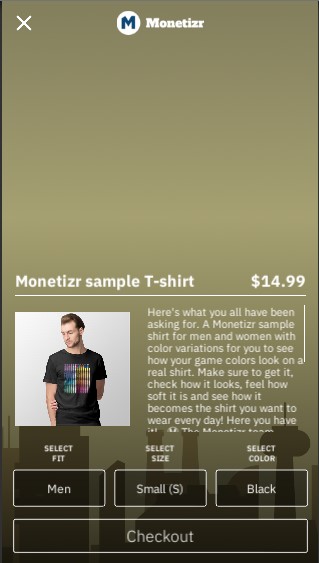 Monetizr
Monetizr sample T-shirt $14.99
Here's what you all have been
asking for. A Monetizr sample
shirt for men and women with
color variations for you to see
how your game colors look on a
real shirt. Make sure to get it,
check how it looks, feel how
soft it is and see how it
becomes the shirt you want to
wear every day! Here you have
The Monetizr team
SELECT FIT
SELECT SIZE
SELECT COLOR
Men
Small (S)
Black
Checkout